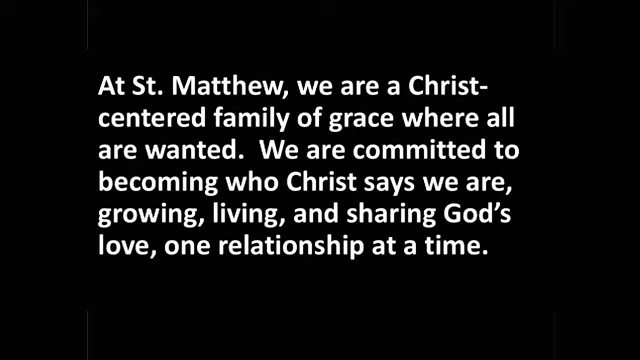 At St. Matthew, we are a Christ-
centered family of grace where all
are wanted.  We are committed to
becoming who Christ says we are,
growing, living, and sharing God’s
love, one relationship at a time.